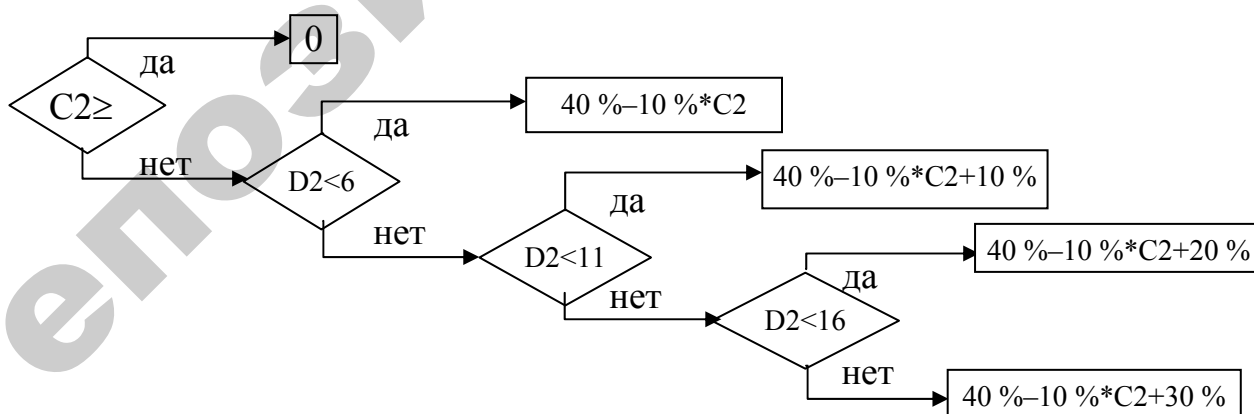 0
да
C2≥
нет
40 %–10 %*C2
да
D2<6
нет
40 %–10 %*C2+10 %
да
D2<11
нет
40 %–10 %*C2+20 %
да
D2<16
нет
40 %–10 %*C2+30 %
епози